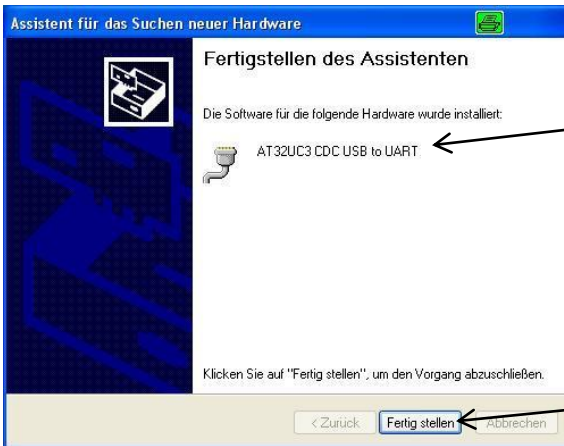 Assistent für das Suchen neuer Hardware
Fertigstellen des Assistenten
Die Software für die folgende Hardware wurde installiert:
AT32UC3 CDC USB to UART
Klicken Sie auf "Fertig stellen", um den Vorgang abzuschließen.
< Zurück Fertig stellen Abbrechen